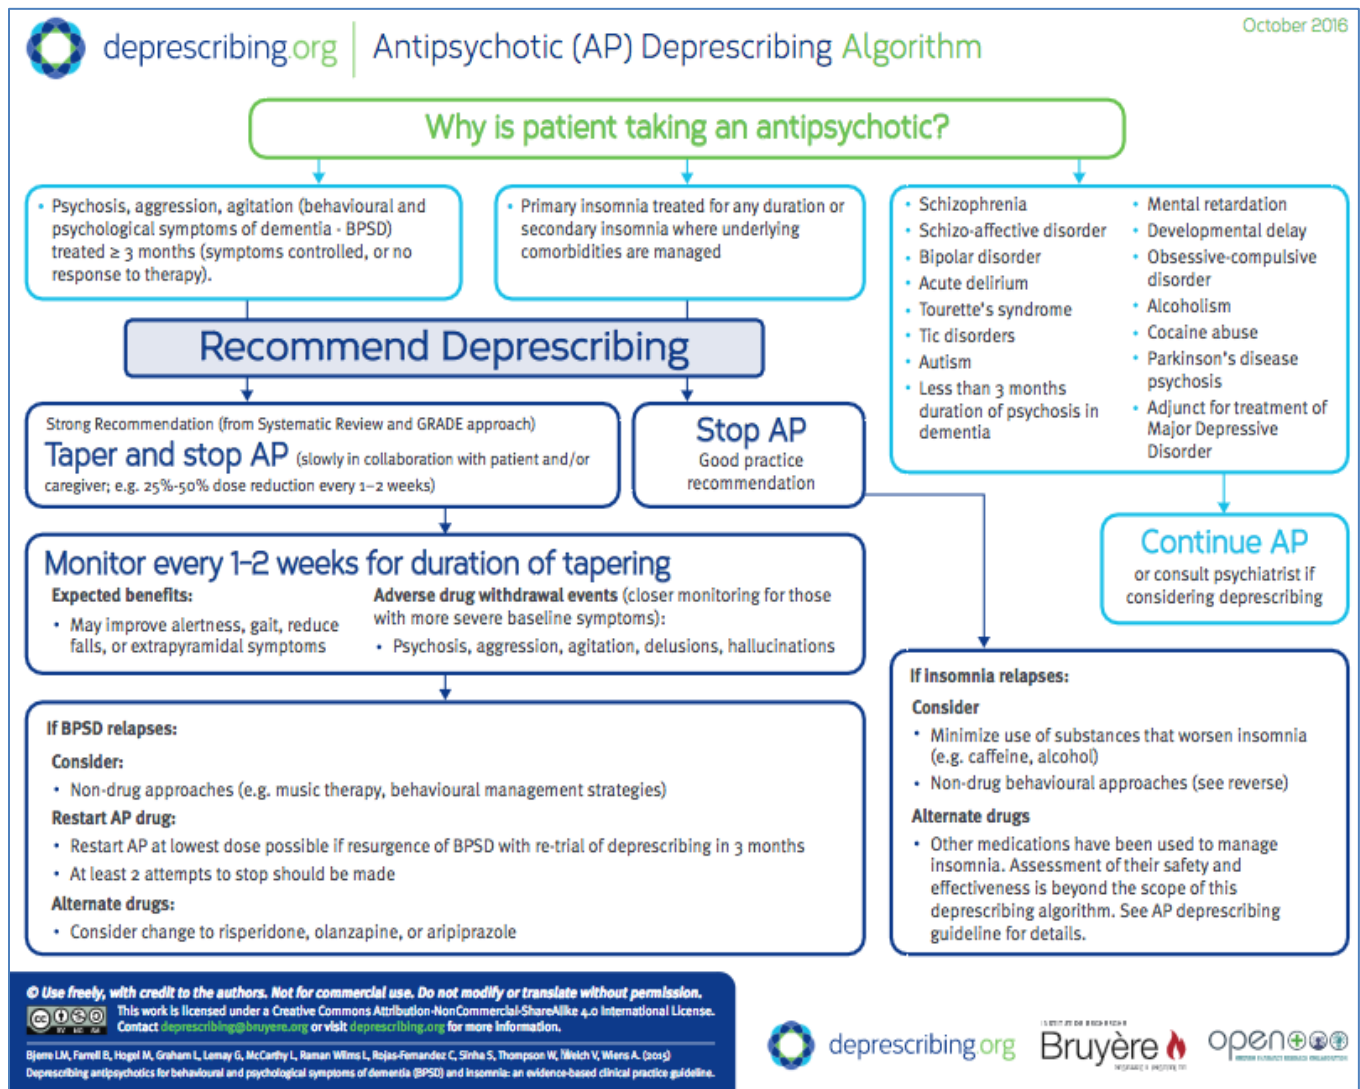 October 2016
deprescribing.org
Antipsychotic (AP) Deprescribing Algorithm
Why is patient taking an antipsychotic?
• Psychosis, aggression, agitation (behavioural and
psychological symptoms of dementia - BPSD)
treated ≥ 3 months (symptoms controlled, or no
response to therapy).
• Primary insomnia treated for any duration or
secondary insomnia where underlying
comorbidities are managed
• Schizophrenia
• Schizo-affective disorder
• Bipolar disorder
• Acute delirium
• Tourette's syndrome
• Tic disorders
• Autism
• Less than 3 months
duration of psychosis in
dementia
• Mental retardation
• Developmental delay
• Obsessive-compulsive
disorder
• Alcoholism
• Cocaine abuse
• Parkinson's disease
psychosis
• Adjunct for treatment of
Major Depressive
Disorder
Recommend Deprescribing
Strong Recommendation (from Systematic Review and GRADE approach)
Taper and stop AP (slowly in collaboration with patient and/or
caregiver; e.g. 25%-50% dose reduction every 1–2 weeks)
Stop AP
Good practice
recommendation
Continue AP
or consult psychiatrist if
considering deprescribing
Monitor every 1–2 weeks for duration of tapering
Expected benefits:
• May improve alertness, gait, reduce
falls, or extrapyramidal symptoms
Adverse drug withdrawal events (closer monitoring for those
with more severe baseline symptoms):
• Psychosis, aggression, agitation, delusions, hallucinations
If BPSD relapses:
Consider:
• Non-drug approaches (e.g. music therapy, behavioural management strategies)
Restart AP drug:
• Restart AP at lowest dose possible if resurgence of BPSD with re-trial of deprescribing in 3 months
• At least 2 attempts to stop should be made
Alternate drugs:
• Consider change to risperidone, olanzapine, or aripiprazole
If insomnia relapses:
Consider
• Minimize use of substances that worsen insomnia
(e.g. caffeine, alcohol)
• Non-drug behavioural approaches (see reverse)
Alternate drugs
• Other medications have been used to manage
insomnia. Assessment of their safety and
effectiveness is beyond the scope of this
deprescribing algorithm. See AP deprescribing
guideline for details.
© Use freely, with credit to the authors. Not for commercial use. Do not modify or translate without permission.
This work is licensed under a Creative Commons Attribution-NonCommercial-ShareAlike 4.0 International License.
Contact deprescribing@bruyere.org or visit deprescribing.org for more information.
Bjerre LM, Farrell B, Hogel M, Graham L, Lemay G, McCarthy L, Raman Wilms L, Rojas-Fernandez C, Sinha S, Thompson W, Welch V, Wiens A. (2015)
Deprescribing antipsychotics for behavioural and psychological symptoms of dementia (BPSD) and insomnia: an evidence-based clinical practice guideline.
deprescribing.org
Bruyère
open